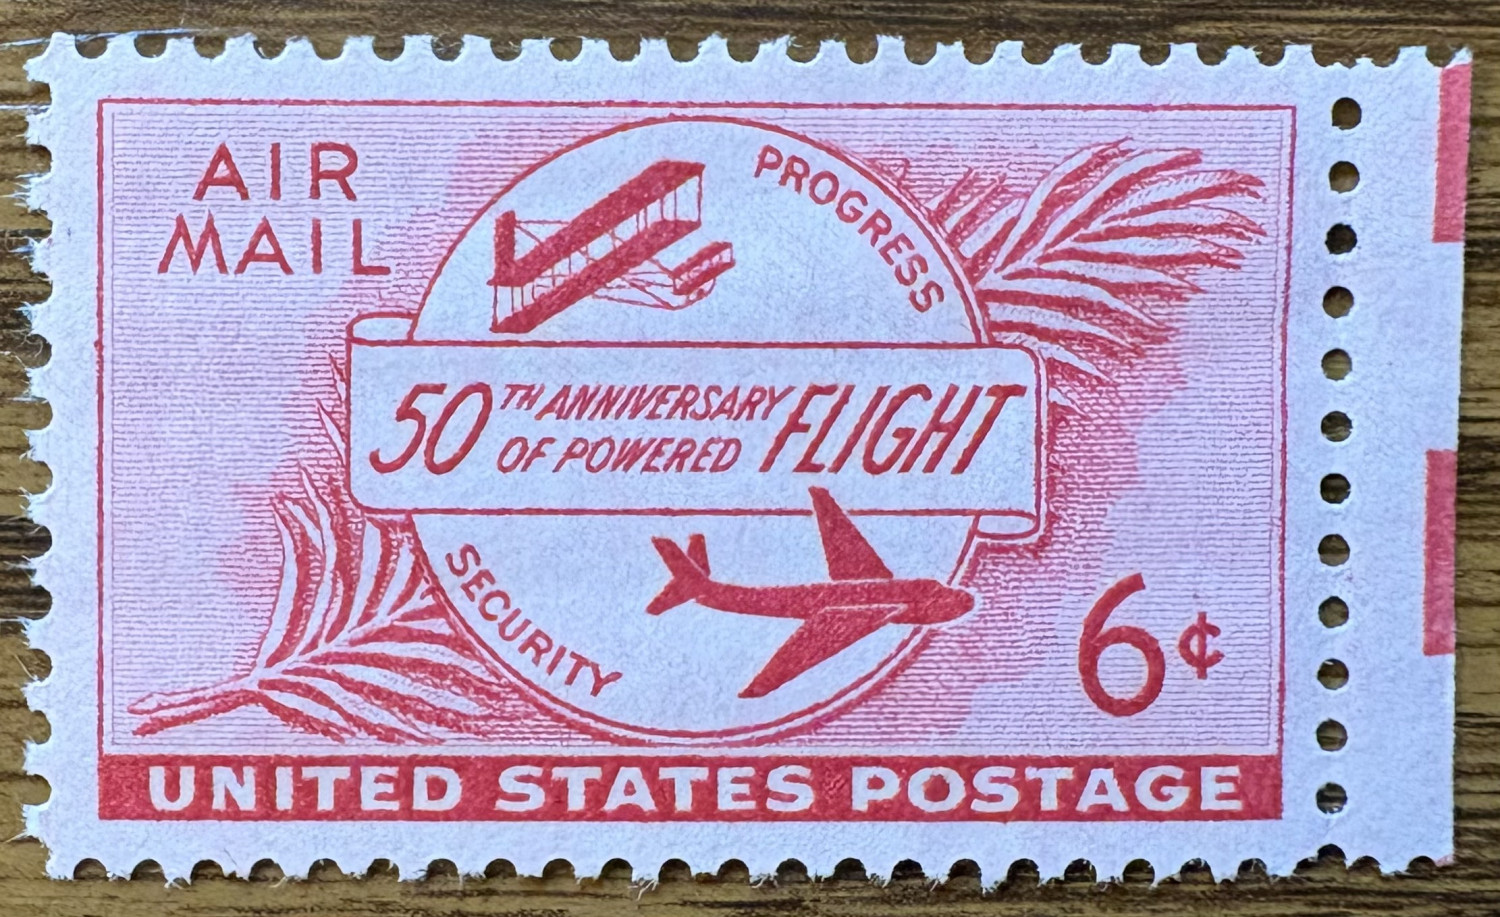 AIR
MAIL
PROGRESS
50TH ANNIVERSARY
OF POWERED FLIGHT
SECURITY
6¢
UNITED STATES POSTAGE